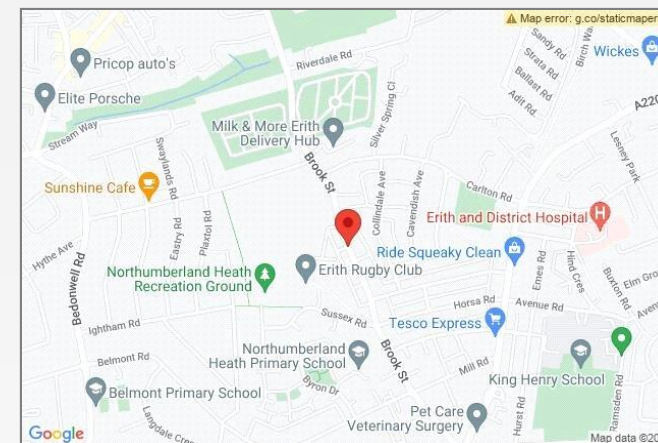 Map error: g.co/staticmaper
Sandy Rd
Birch Wa
Wickes
Strata Rd
Riverdale Rd
Pricop auto's
Ballast Rd
Elite Porsche
Adit Rd.
A220
Silver Spring Cl
Milk & More Erith
Delivery Hub
Stream Way
Lesney Park
Swaylands Rd
Brook St
Sunshine Cafe
Carlton Rd
Collindale Ave
Cavendish Ave
Erith and District Hospital
H
Eastry Rd
Plaxtol Rd
Hythe Ave
Ride Squeaky Clean
Bedonwell Rd
Erith Rugby Club
Emes Rd
Hind Cres
Buxton Rd
Elm Gro
Northumberland Heath
Recreation Ground
Horsa Rd
Avenue Rd
Aven
Sussex Rd
Tesco Express
Ightham Rd
Northumberland
Heath Primary School
Brook St
Belmont Rd
Mill Rd
King Henry School
Byron Dr
Belmont Primary School
Ramsden Rd
Langdale Cres
Pet Care
Veterinary Surgery
Hurst Rd
Google
Map data ©20